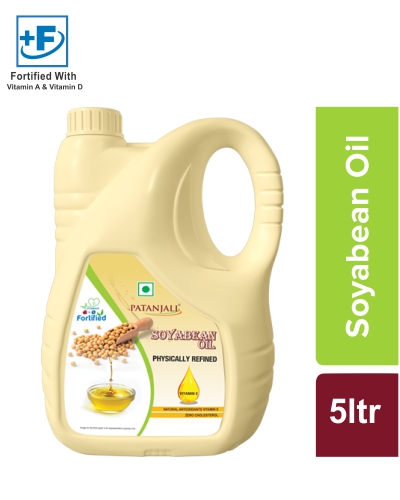 +F
Fortified With
Vitamin A & Vitamin D
PATANJALI
Fortified
SOYABEAN
OIL
PHYSICALLY REFINED
VITAMIN E
NATURAL ANTIOXIDANTS VITAMIN E
ZERO CHOLESTEROL
Soyabean Oil
5ltr